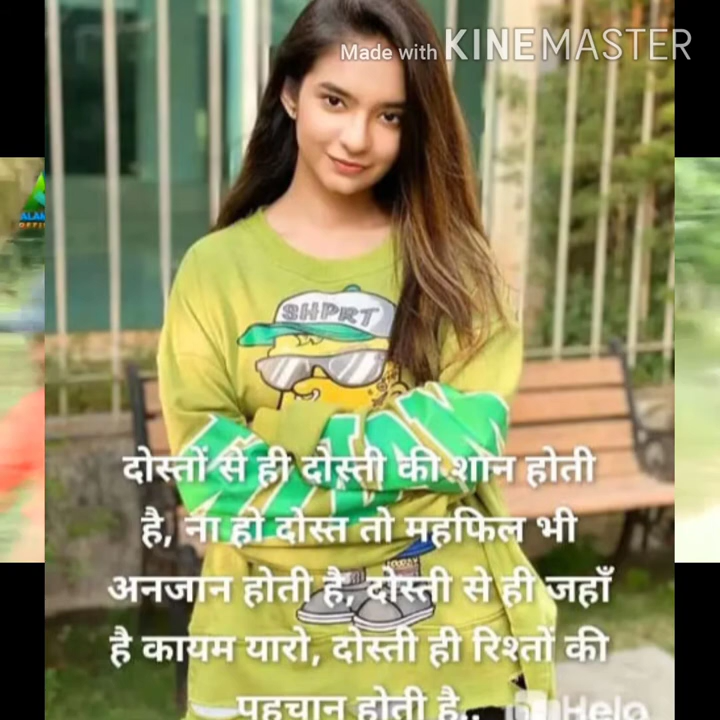 Made with KINEMASTER
SHPRT
दोस्तों से ही दोस्ती की शान होती
है, ना हो दोस्त तो महफिल भी
अनजान होती है, दोस्ती से ही जहाँ
है कायम यारो, दोस्ती ही रिश्तों की
पहचान होती है..
Helo